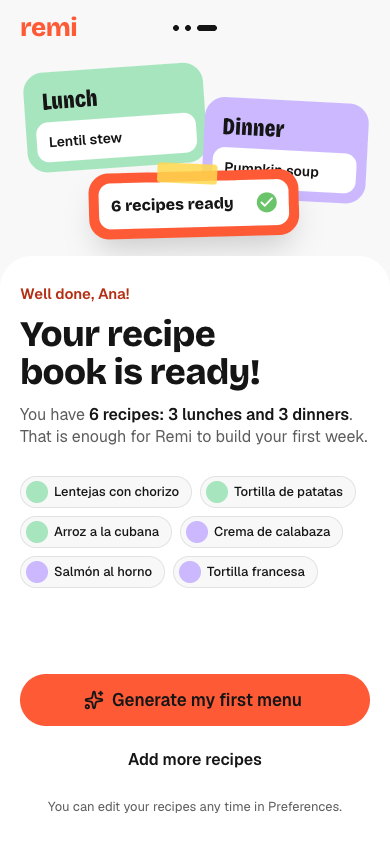 remi
Lunch
Lentil stew
Dinner
Pumpkin soup
6 recipes ready
Well done, Ana!
Your recipe
book is ready!
You have 6 recipes: 3 lunches and 3 dinners.
That is enough for Remi to build your first week.
Lentejas con chorizo
Tortilla de patatas
Arroz a la cubana
Crema de calabaza
Salmón al horno
Tortilla francesa
Generate my first menu
Add more recipes
You can edit your recipes any time in Preferences.